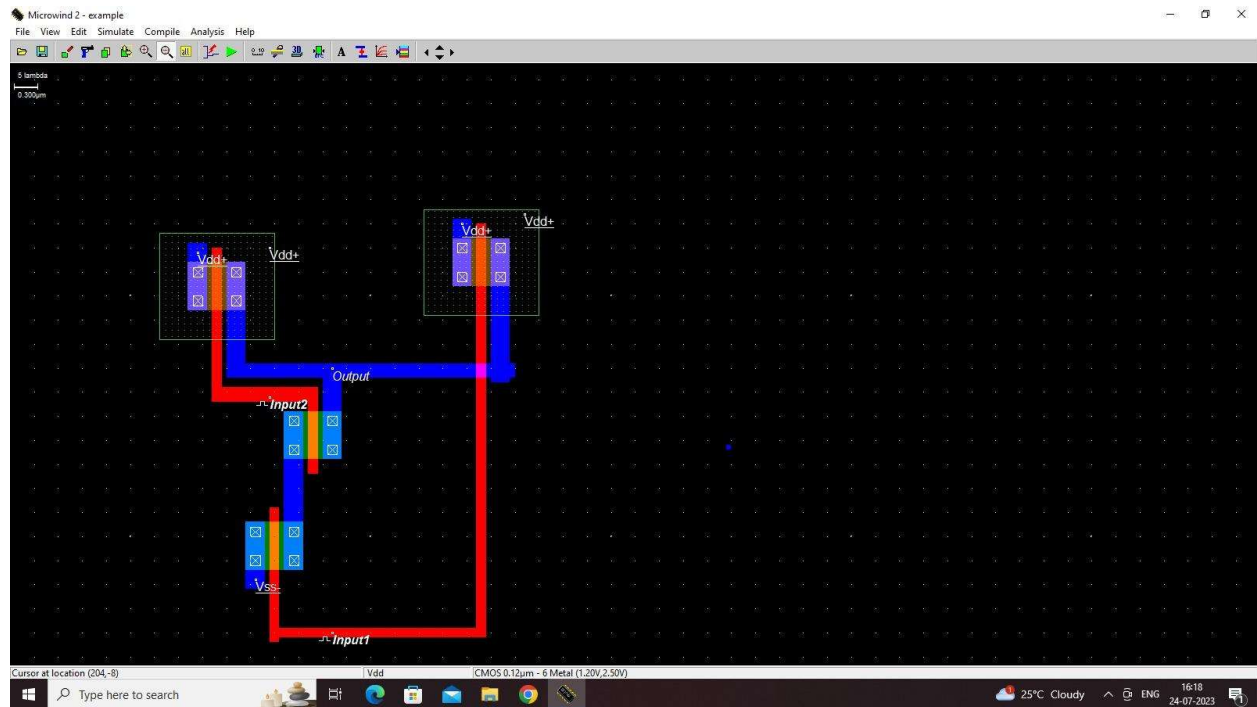 Microwind 2 - example
File View Edit Simulate Compile Analysis Help
5 lambda
0.300µm
Vdd+
Vdd+
Vdd+
Vdd+
Output
Input2
Vss-
Input1
Cursor at location (204,-8)
Vdd
CMOS 0.12µm - 6 Metal (1.20V,2.50V)
Type here to search
25°C Cloudy
ENG
16:18
24-07-2023